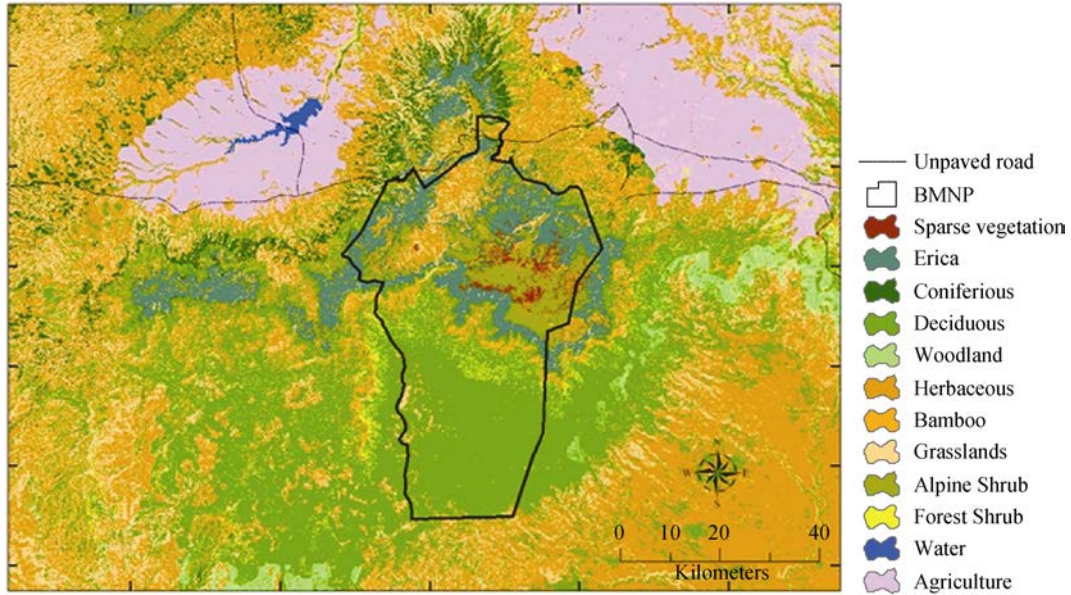 Unpaved road
BMNP
Sparse vegetation
Erica
Coniferious
Deciduous
Woodland
Herbaceous
Bamboo
Grasslands
Alpine Shrub
Forest Shrub
Water
Agriculture
N
W E
S
0 20 40
Kilometers